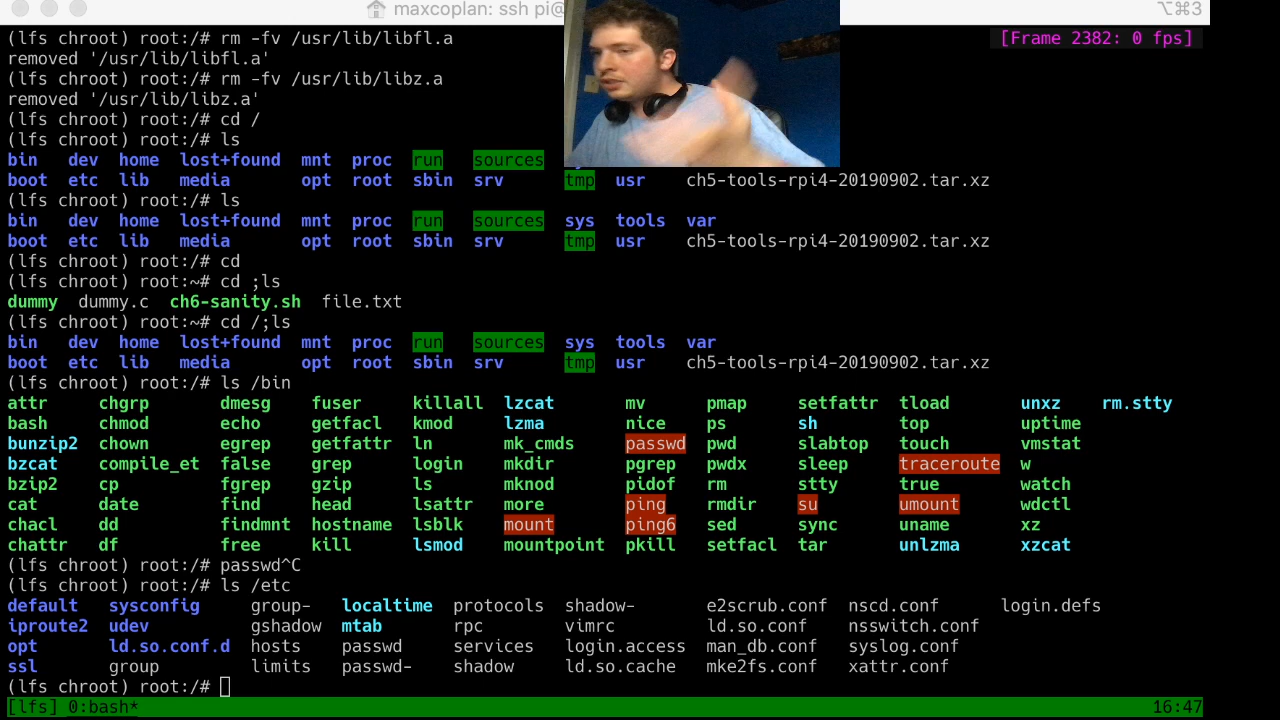 maxcoplan: ssh pi@ ⌥⌘3
(lfs chroot) root:/# rm -fv /usr/lib/libfl.a [Frame 2382: 0 fps]
removed '/usr/lib/libfl.a'
(lfs chroot) root:/# rm -fv /usr/lib/libz.a
removed '/usr/lib/libz.a'
(lfs chroot) root:/# cd /
(lfs chroot) root:/# ls
bin dev home lost+found mnt proc run sources
boot etc lib media opt root sbin srv tmp usr ch5-tools-rpi4-20190902.tar.xz
(lfs chroot) root:/# ls
bin dev home lost+found mnt proc run sources sys tools var
boot etc lib media opt root sbin srv tmp usr ch5-tools-rpi4-20190902.tar.xz
(lfs chroot) root:/# cd
(lfs chroot) root:~# cd ;ls
dummy dummy.c ch6-sanity.sh file.txt
(lfs chroot) root:~# cd /;ls
bin dev home lost+found mnt proc run sources sys tools var
boot etc lib media opt root sbin srv tmp usr ch5-tools-rpi4-20190902.tar.xz
(lfs chroot) root:/# ls /bin
attr chgrp dmesg fuser killall lzcat mv pmap setfattr tload unxz rm.stty
bash chmod echo getfacl kmod lzma nice ps sh top uptime
bunzip2 chown egrep getfattr ln mk_cmds passwd pwd slabtop touch vmstat
bzcat compile_et false grep login mkdir pgrep pwdx sleep traceroute w
bzip2 cp fgrep gzip ls mknod pidof rm stty true watch
cat date find head lsattr more ping rmdir su umount wdctl
chacl dd findmnt hostname lsblk mount ping6 sed sync uname xz
chattr df free kill lsmod mountpoint pkill setfacl tar unlzma xzcat
(lfs chroot) root:/# passwd^C
(lfs chroot) root:/# ls /etc
default sysconfig group- localtime protocols shadow- e2scrub.conf nscd.conf login.defs
iproute2 udev gshadow mtab rpc vimrc ld.so.conf nsswitch.conf
opt ld.so.conf.d hosts passwd services login.access man_db.conf syslog.conf
ssl group limits passwd- shadow ld.so.cache mke2fs.conf xattr.conf
(lfs chroot) root:/#
[lfs] 0:bash* 16:47